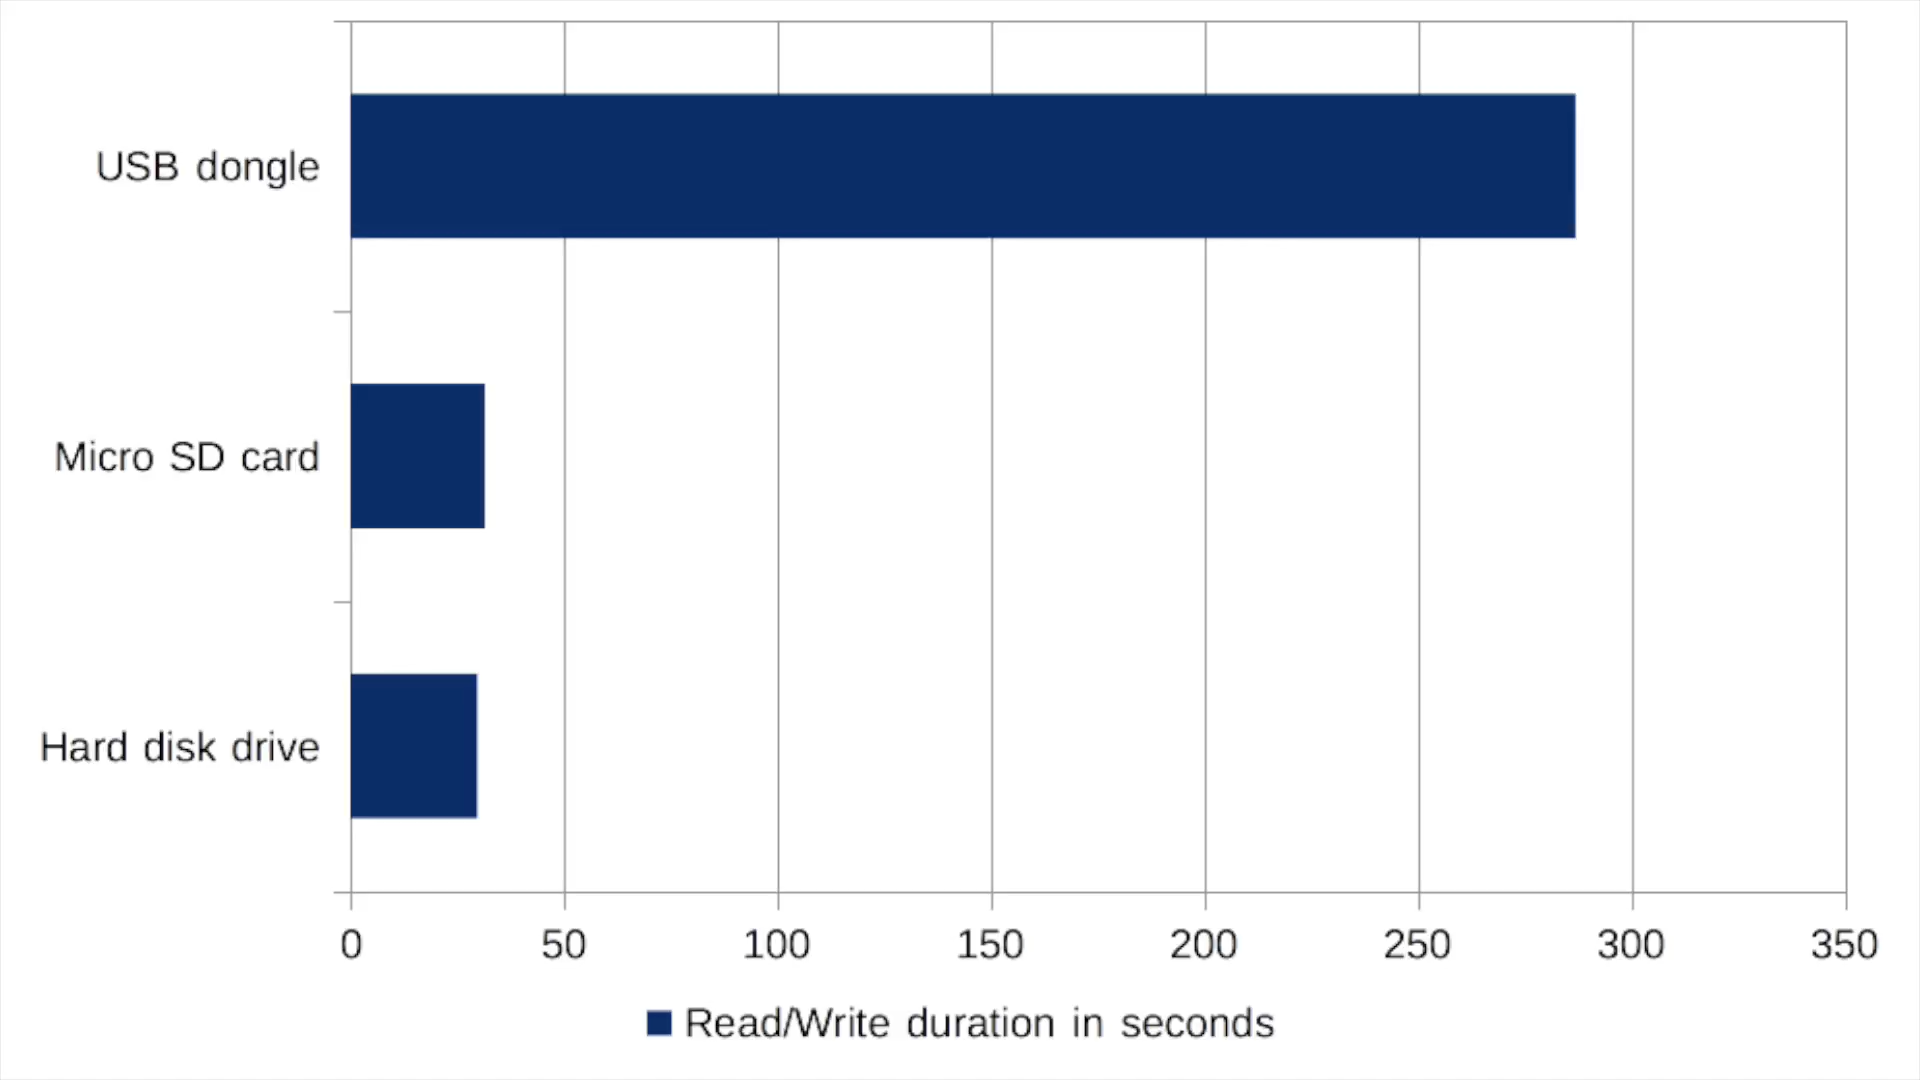 USB dongle
Micro SD card
Hard disk drive
0 50 100 150 200 250 300 350
Read/Write duration in seconds